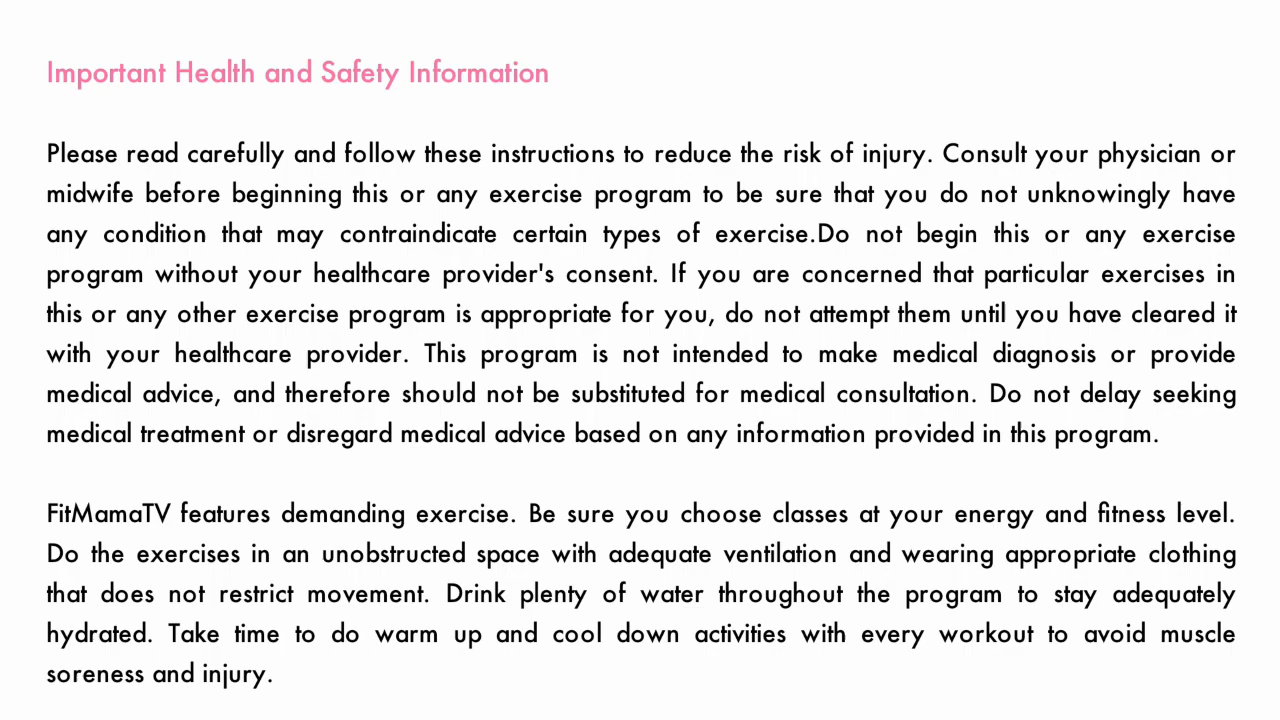 Important Health and Safety Information
Please read carefully and follow these instructions to reduce the risk of injury. Consult your physician or
midwife before beginning this or any exercise program to be sure that you do not unknowingly have
any condition that may contraindicate certain types of exercise.Do not begin this or any exercise
program without your healthcare provider's consent. If you are concerned that particular exercises in
this or any other exercise program is appropriate for you, do not attempt them until you have cleared it
with your healthcare provider. This program is not intended to make medical diagnosis or provide
medical advice, and therefore should not be substituted for medical consultation. Do not delay seeking
medical treatment or disregard medical advice based on any information provided in this program.
FitMamaTV features demanding exercise. Be sure you choose classes at your energy and fitness level.
Do the exercises in an unobstructed space with adequate ventilation and wearing appropriate clothing
that does not restrict movement. Drink plenty of water throughout the program to stay adequately
hydrated. Take time to do warm up and cool down activities with every workout to avoid muscle
soreness and injury.